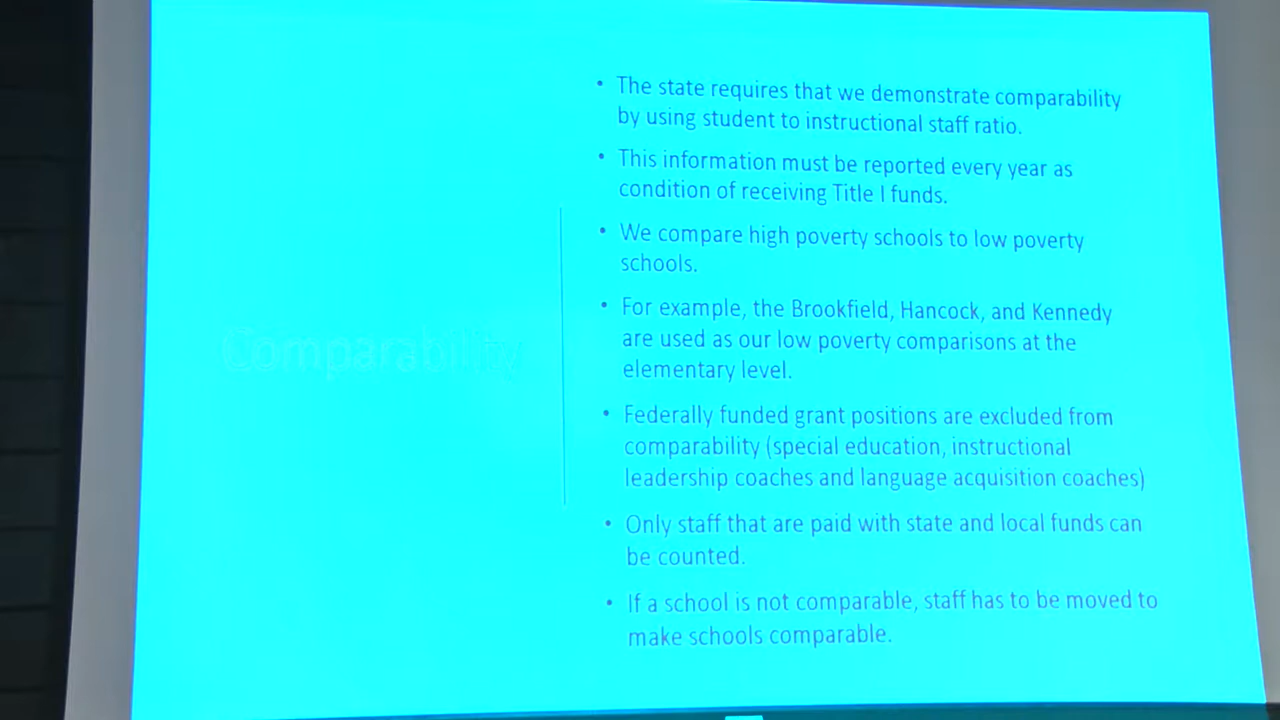 Comparability
• The state requires that we demonstrate comparability
by using student to instructional staff ratio.
• This information must be reported every year as
condition of receiving Title I funds.
• We compare high poverty schools to low poverty
schools.
• For example, the Brookfield, Hancock, and Kennedy
are used as our low poverty comparisons at the
elementary level.
• Federally funded grant positions are excluded from
comparability (special education, instructional
leadership coaches and language acquisition coaches)
• Only staff that are paid with state and local funds can
be counted.
• If a school is not comparable, staff has to be moved to
make schools comparable.